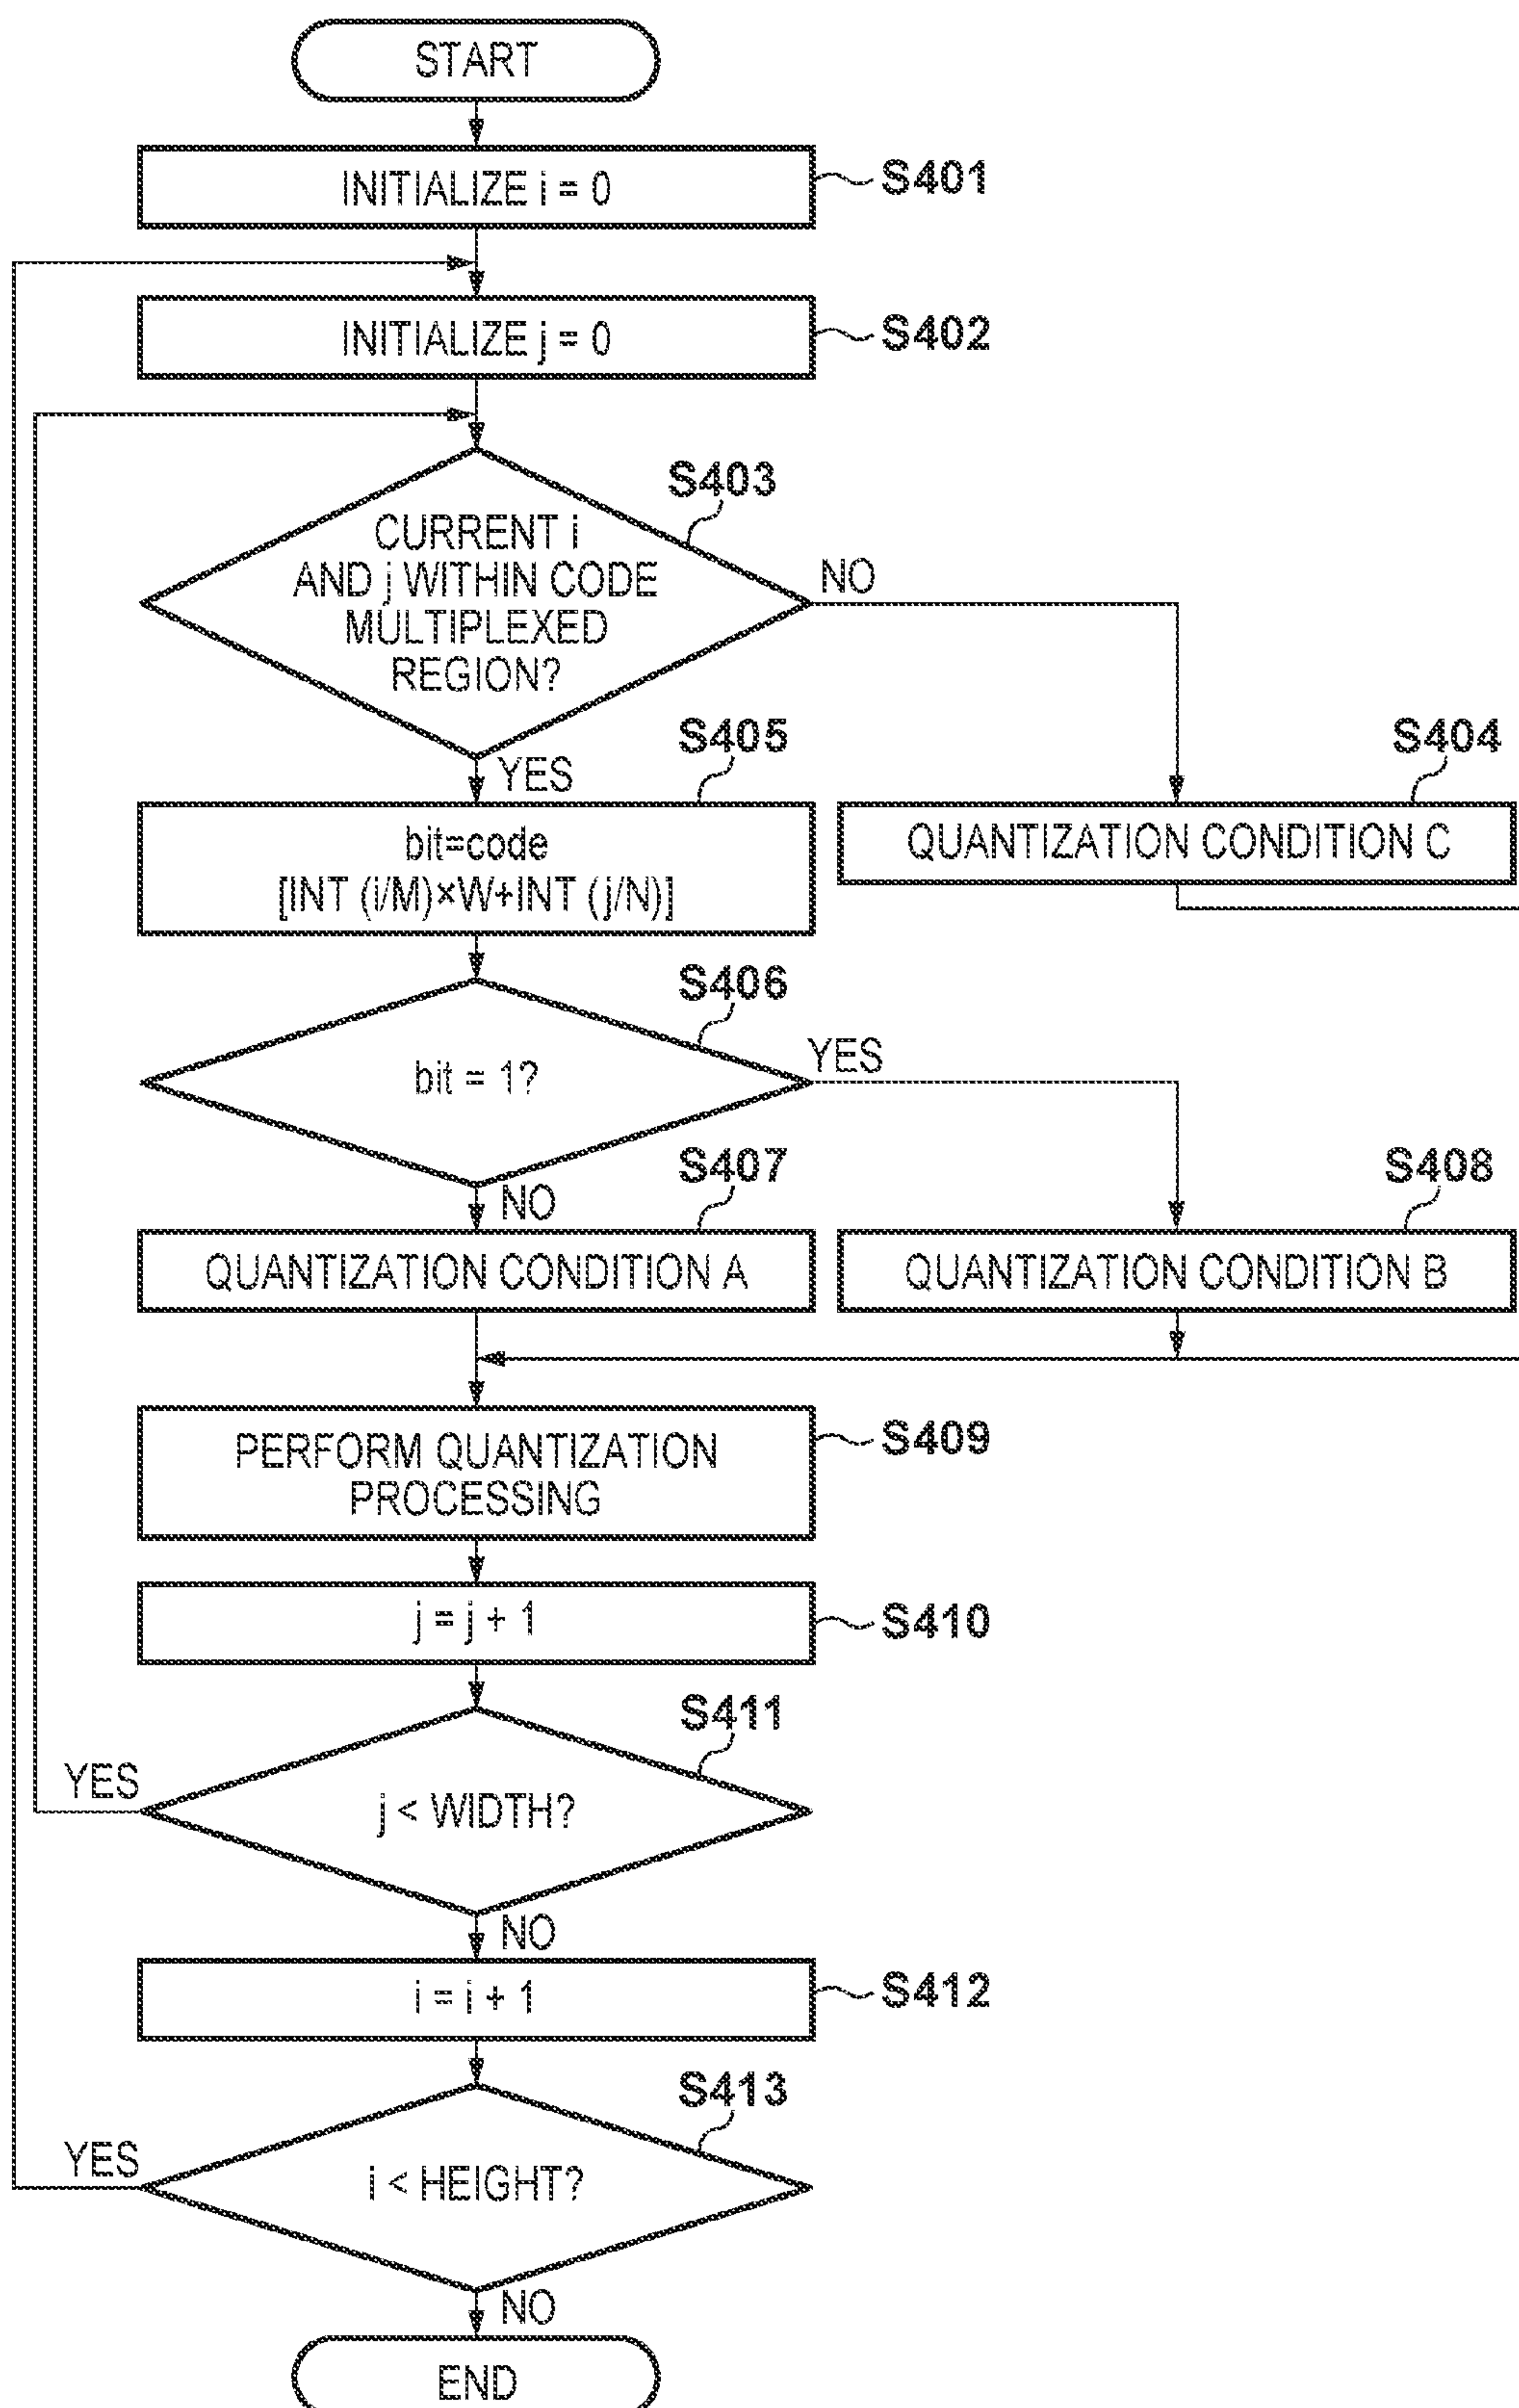 START
INITIALIZE i = 0
S401
INITIALIZE j = 0
S402
S403
CURRENT i
AND j WITHIN CODE
MULTIPLEXED
REGION?
NO
YES
S405
S404
bit=code
[INT (i/M)×W+INT (j/N)]
QUANTIZATION CONDITION C
S406
bit = 1?
YES
NO
S407
S408
QUANTIZATION CONDITION A
QUANTIZATION CONDITION B
PERFORM QUANTIZATION
PROCESSING
S409
j = j + 1
S410
S411
YES
j < WIDTH?
NO
i = i + 1
S412
S413
YES
i < HEIGHT?
NO
END